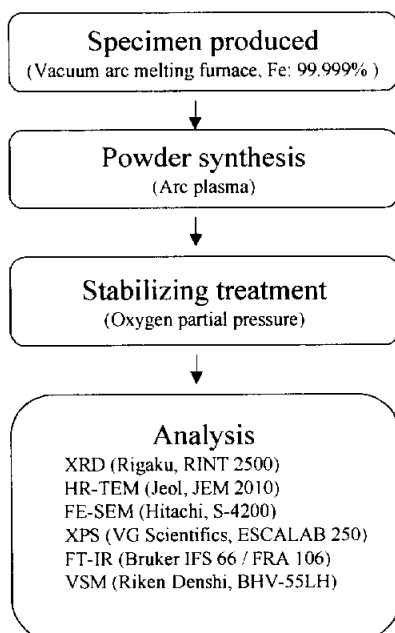 Specimen produced
(Vacuum arc melting furnace, Fe: 99.999% )
Powder synthesis
(Arc plasma)
Stabilizing treatment
(Oxygen partial pressure)
Analysis
XRD (Rigaku, RINT 2500)
HR-TEM (Jeol, JEM 2010)
FE-SEM (Hitachi, S-4200)
XPS (VG Scientifics, ESCALAB 250)
FT-IR (Bruker IFS 66 / FRA 106)
VSM (Riken Denshi, BHV-55LH)